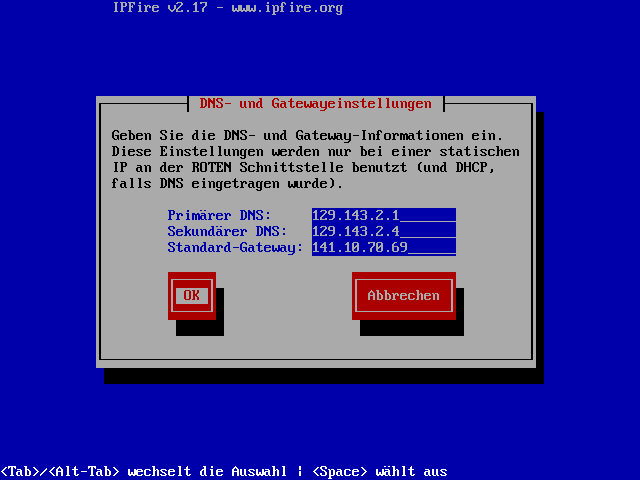 IPFire v2.17 - www.ipfire.org
DNS- und Gatewayeinstellungen
Geben Sie die DNS- und Gateway-Informationen ein.
Diese Einstellungen werden nur bei einer statischen
IP an der ROTEN Schnittstelle benutzt (und DHCP,
falls DNS eingetragen wurde).
Primärer DNS: 129.143.2.1_______
Sekundärer DNS: 129.143.2.4_______
Standard-Gateway: 141.10.70.69______
OK Abbrechen
<Tab>/<Alt-Tab> wechselt die Auswahl | <Space> wählt aus